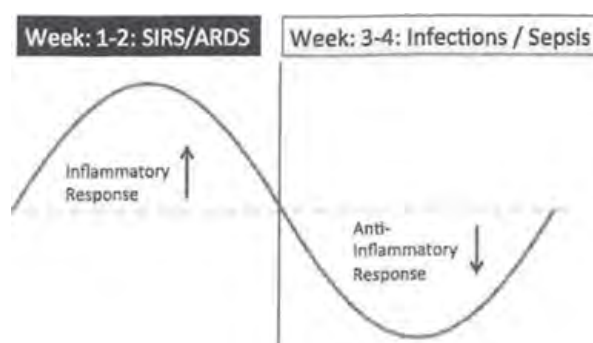 Week: 1-2: SIRS/ARDS
Week: 3-4: Infections / Sepsis
Inflammatory
Response
Anti-
Inflammatory
Response